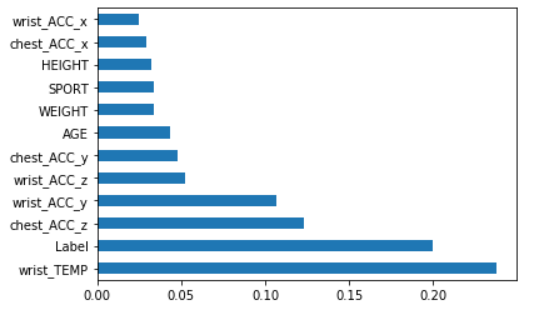 wrist_ACC_x
chest_ACC_x
HEIGHT
SPORT
WEIGHT
AGE
chest_ACC_y
wrist_ACC_z
wrist_ACC_y
chest_ACC_z
Label
wrist_TEMP
0.00 0.05 0.10 0.15 0.20